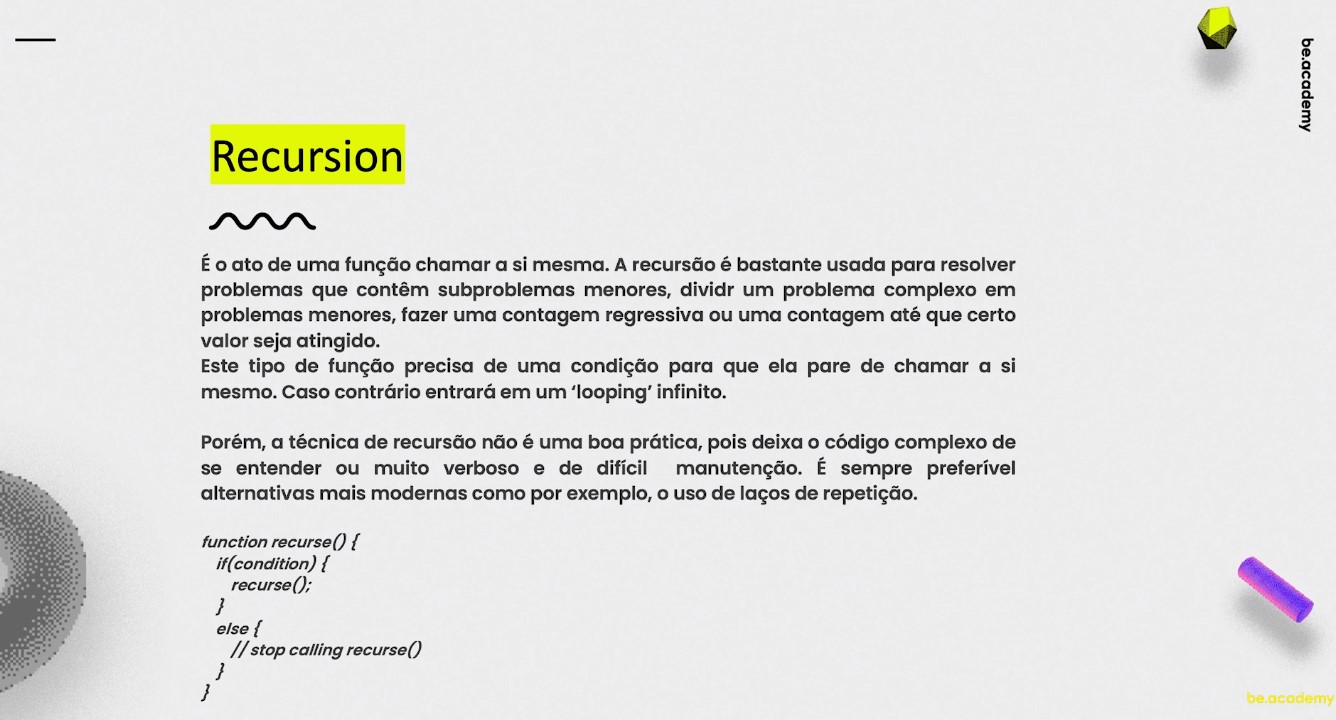 be.academy
Recursion
É o ato de uma função chamar a si mesma. A recursão é bastante usada para resolver
problemas que contêm subproblemas menores, dividr um problema complexo em
problemas menores, fazer uma contagem regressiva ou uma contagem até que certo
valor seja atingido.
Este tipo de função precisa de uma condição para que ela pare de chamar a si
mesmo. Caso contrário entrará em um ‘looping’ infinito.
Porém, a técnica de recursão não é uma boa prática, pois deixa o código complexo de
se entender ou muito verboso e de difícil manutenção. É sempre preferível
alternativas mais modernas como por exemplo, o uso de laços de repetição.
function recurse() {
if(condition) {
recurse();
}
else {
// stop calling recurse()
}
}
be.academy